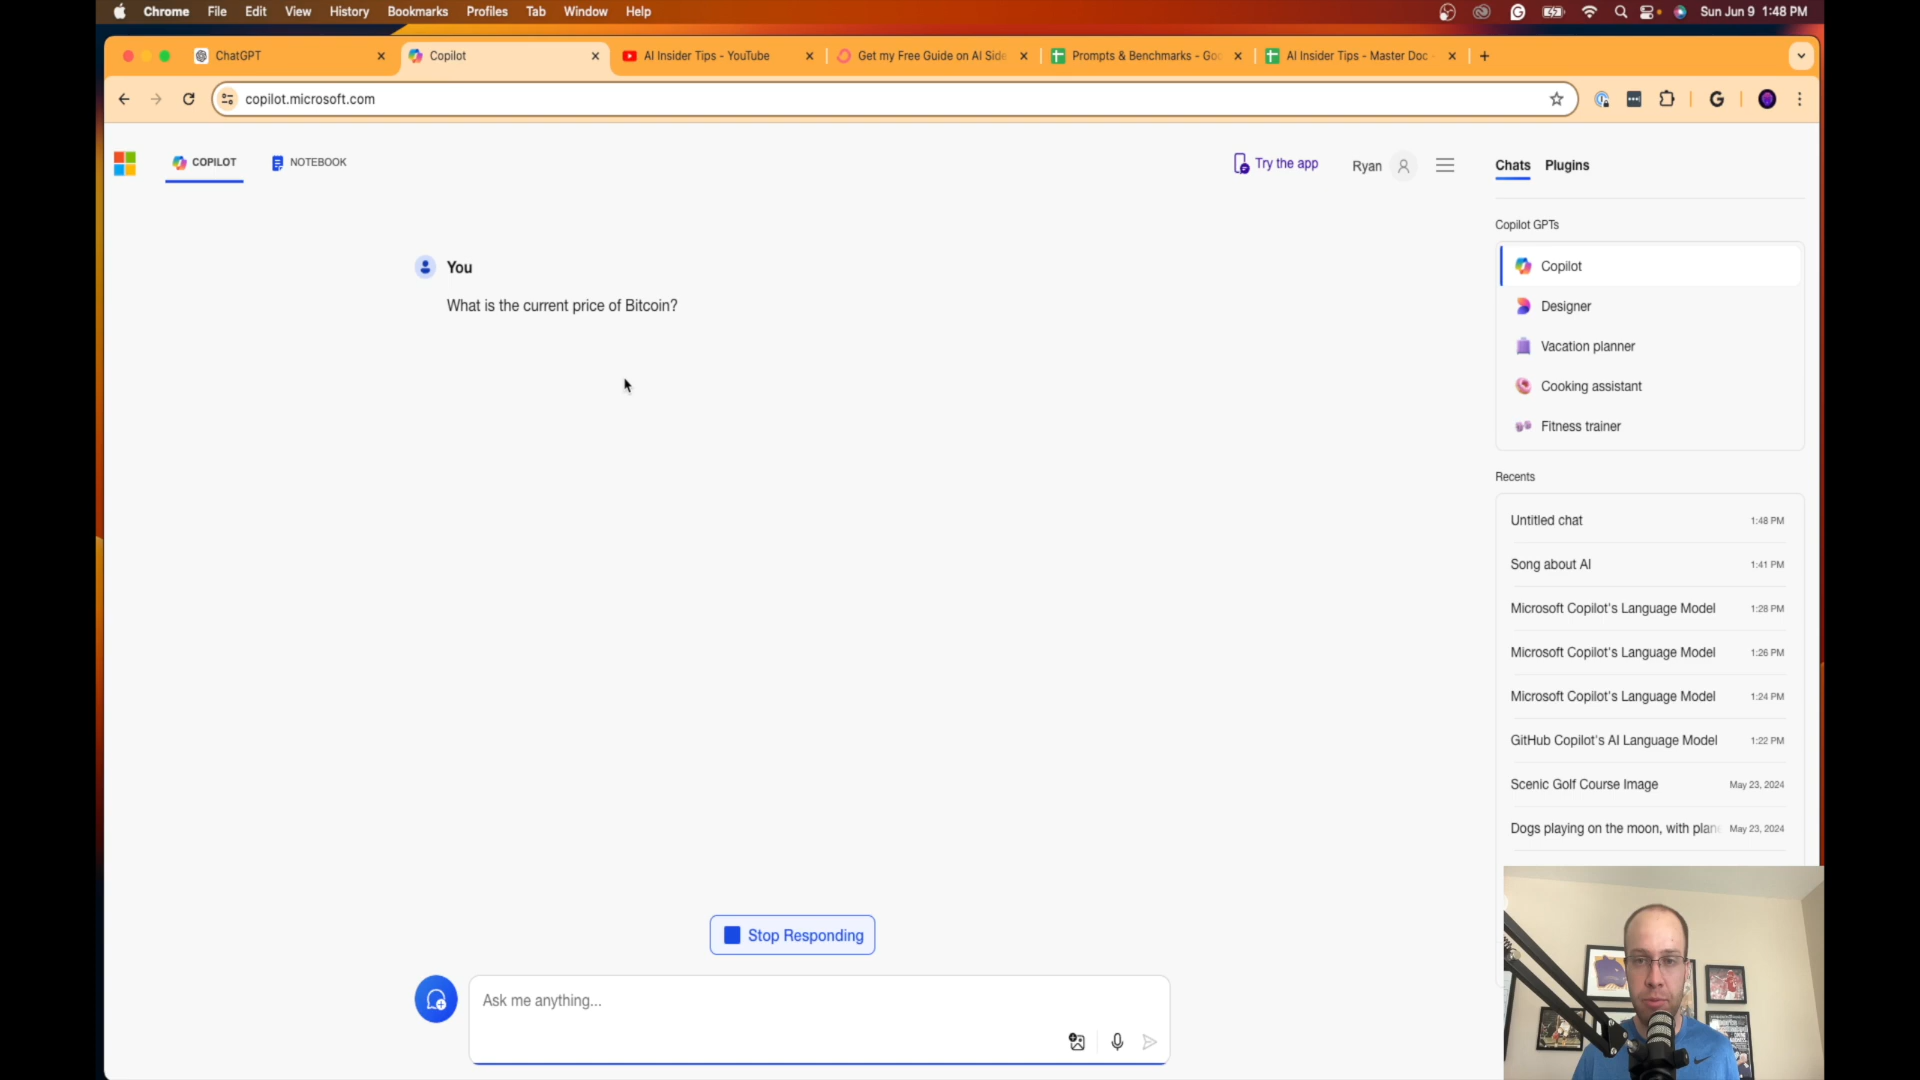 Chrome File Edit View History Bookmarks Profiles Tab Window Help
Sun Jun 9 1:48 PM
ChatGPT
Copilot
AI Insider Tips - YouTube
Get my Free Guide on AI Side
Prompts & Benchmarks - Goo
AI Insider Tips - Master Doc -
copilot.microsoft.com
COPILOT
NOTEBOOK
Try the app
Ryan
Chats
Plugins
Copilot GPTs
Copilot
Designer
Vacation planner
Cooking assistant
Fitness trainer
You
What is the current price of Bitcoin?
Recents
Untitled chat 1:48 PM
Song about AI 1:41 PM
Microsoft Copilot's Language Model 1:28 PM
Microsoft Copilot's Language Model 1:26 PM
Microsoft Copilot's Language Model 1:24 PM
GitHub Copilot's AI Language Model 1:22 PM
Scenic Golf Course Image May 23, 2024
Dogs playing on the moon, with plan May 23, 2024
Stop Responding
Ask me anything...